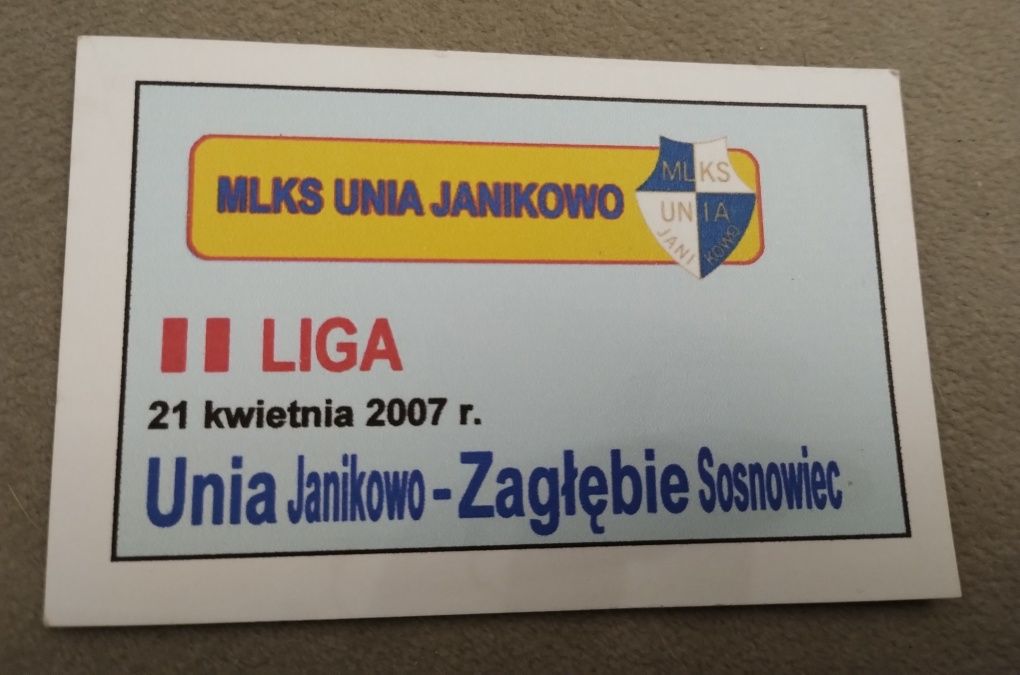 MLKS UNIA JANIKOWO
MLKS
UNIA
JANIKOWO
II LIGA
21 kwietnia 2007 r.
Unia Janikowo - Zagłębie Sosnowiec